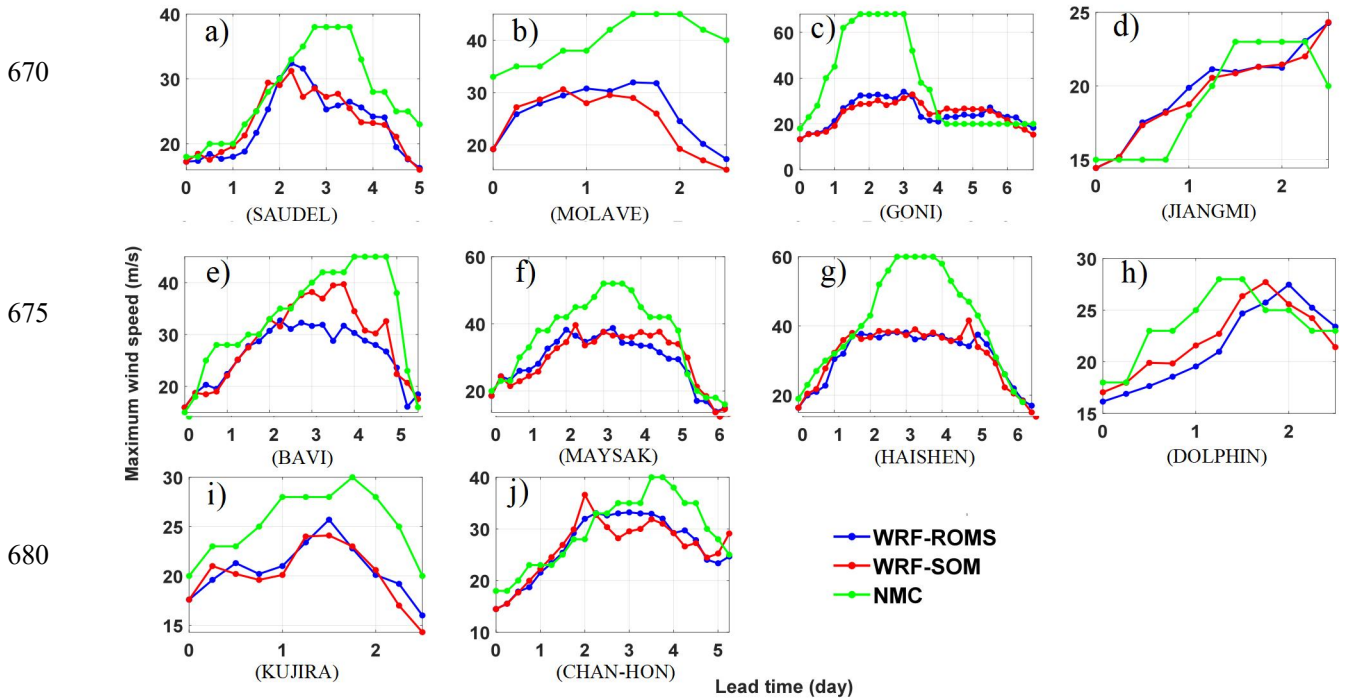 670
675
680
Maximum wind speed (m/s)
a)
40
30
20
0 1 2 3 4 5
(SAUDEL)
b)
40
30
20
0 1 2
(MOLAVE)
c)
60
40
20
0
0 1 2 3 4 5 6
(GONI)
d)
25
20
15
0 1 2
(JIANGMI)
e)
40
30
20
0 1 2 3 4 5
(BAVI)
f)
60
40
20
0 1 2 3 4 5 6
(MAYSAK)
g)
60
40
20
0 1 2 3 4 5 6
(HAISHEN)
h)
30
25
20
15
0 1 2
(DOLPHIN)
i)
30
25
20
15
0 1 2
(KUJIRA)
j)
40
30
20
10
0 1 2 3 4 5
(CHAN-HON)
WRF-ROMS
WRF-SOM
NMC
Lead time (day)